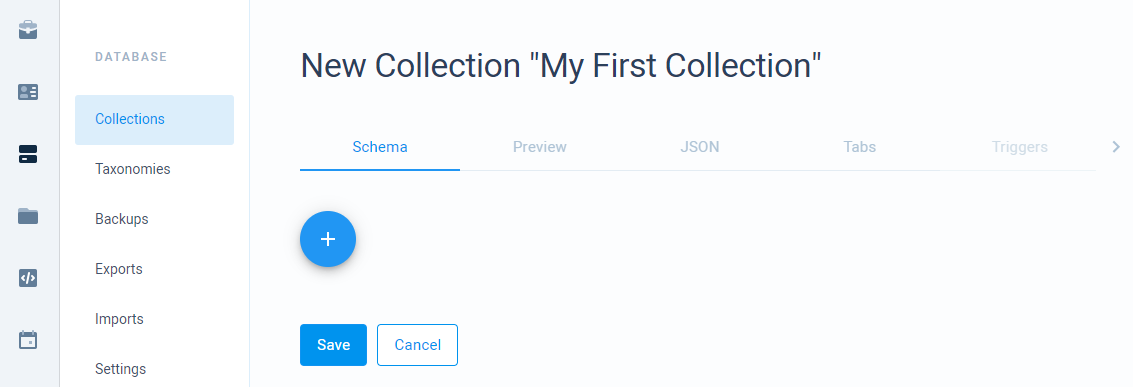 DATABASE
Collections
Taxonomies
Backups
Exports
Imports
Settings
New Collection "My First Collection"
Schema Preview JSON Tabs Triggers
Save Cancel